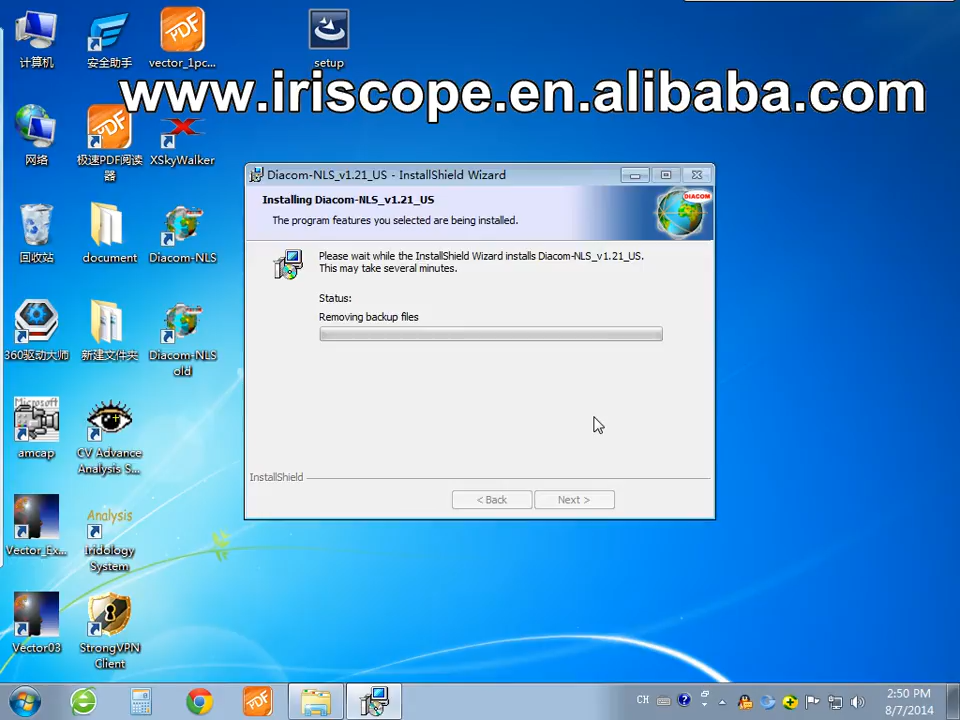 计算机
安全助手
vector_1pc...
setup
www.iriscope.en.alibaba.com
网络
极速PDF阅读
器
XSkyWalker
回收站
document
Diacom-NLS
360驱动大师
新建文件夹
Diacom-NLS
old
Microsoft
amcap
CV Advance
Analysis S...
Analysis
Vector_Ex...
Iridology
System
Vector03
StrongVPN
Client
Diacom-NLS_v1.21_US - InstallShield Wizard
Installing Diacom-NLS_v1.21_US
The program features you selected are being installed.
DIACOM
Please wait while the InstallShield Wizard installs Diacom-NLS_v1.21_US.
This may take several minutes.
Status:
Removing backup files
InstallShield
< Back
Next >
PDF
CH
2:50 PM
8/7/2014